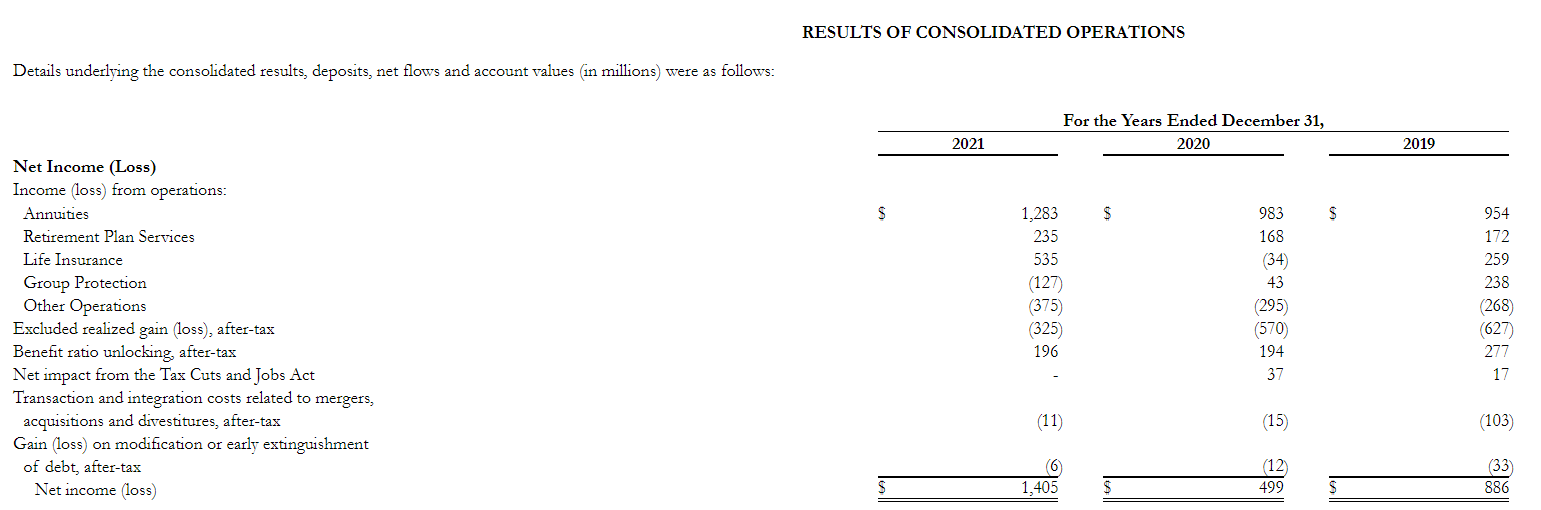 RESULTS OF CONSOLIDATED OPERATIONS
Details underlying the consolidated results, deposits, net flows and account values (in millions) were as follows:
For the Years Ended December 31,
2021 2020 2019
Net Income (Loss)
Income (loss) from operations:
Annuities $ 1,283 $ 983 $ 954
Retirement Plan Services 235 168 172
Life Insurance 535 (34) 259
Group Protection (127) 43 238
Other Operations (375) (295) (268)
Excluded realized gain (loss), after-tax (325) (570) (627)
Benefit ratio unlocking, after-tax 196 194 277
Net impact from the Tax Cuts and Jobs Act - 37 17
Transaction and integration costs related to mergers,
acquisitions and divestitures, after-tax (11) (15) (103)
Gain (loss) on modification or early extinguishment
of debt, after-tax (6) (12) (33)
Net income (loss) $ 1,405 $ 499 $ 886